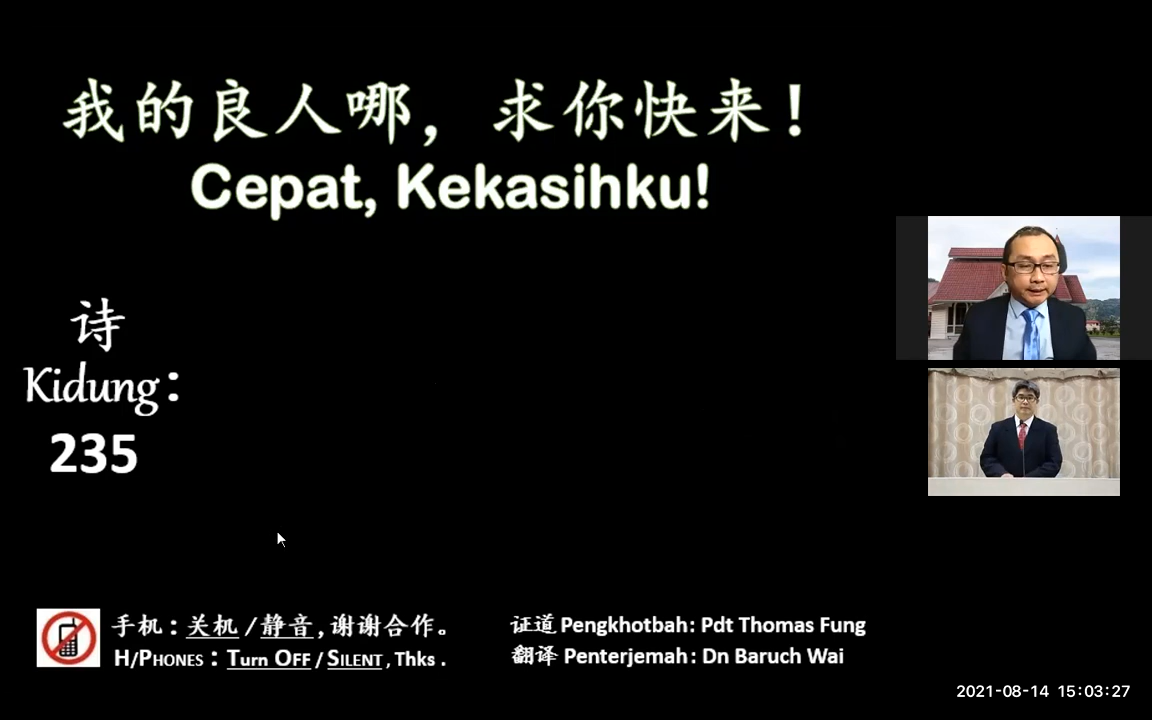 我的良人哪，求你快来！
Cepat, Kekasihku!
诗
Kidung：
235
手机：关机/静音，谢谢合作。
H/PHONES：Turn OFF/SILENT, Thks .
证道 Pengkhotbah: Pdt Thomas Fung
翻译 Penterjemah: Dn Baruch Wai
2021-08-14 15:03:27